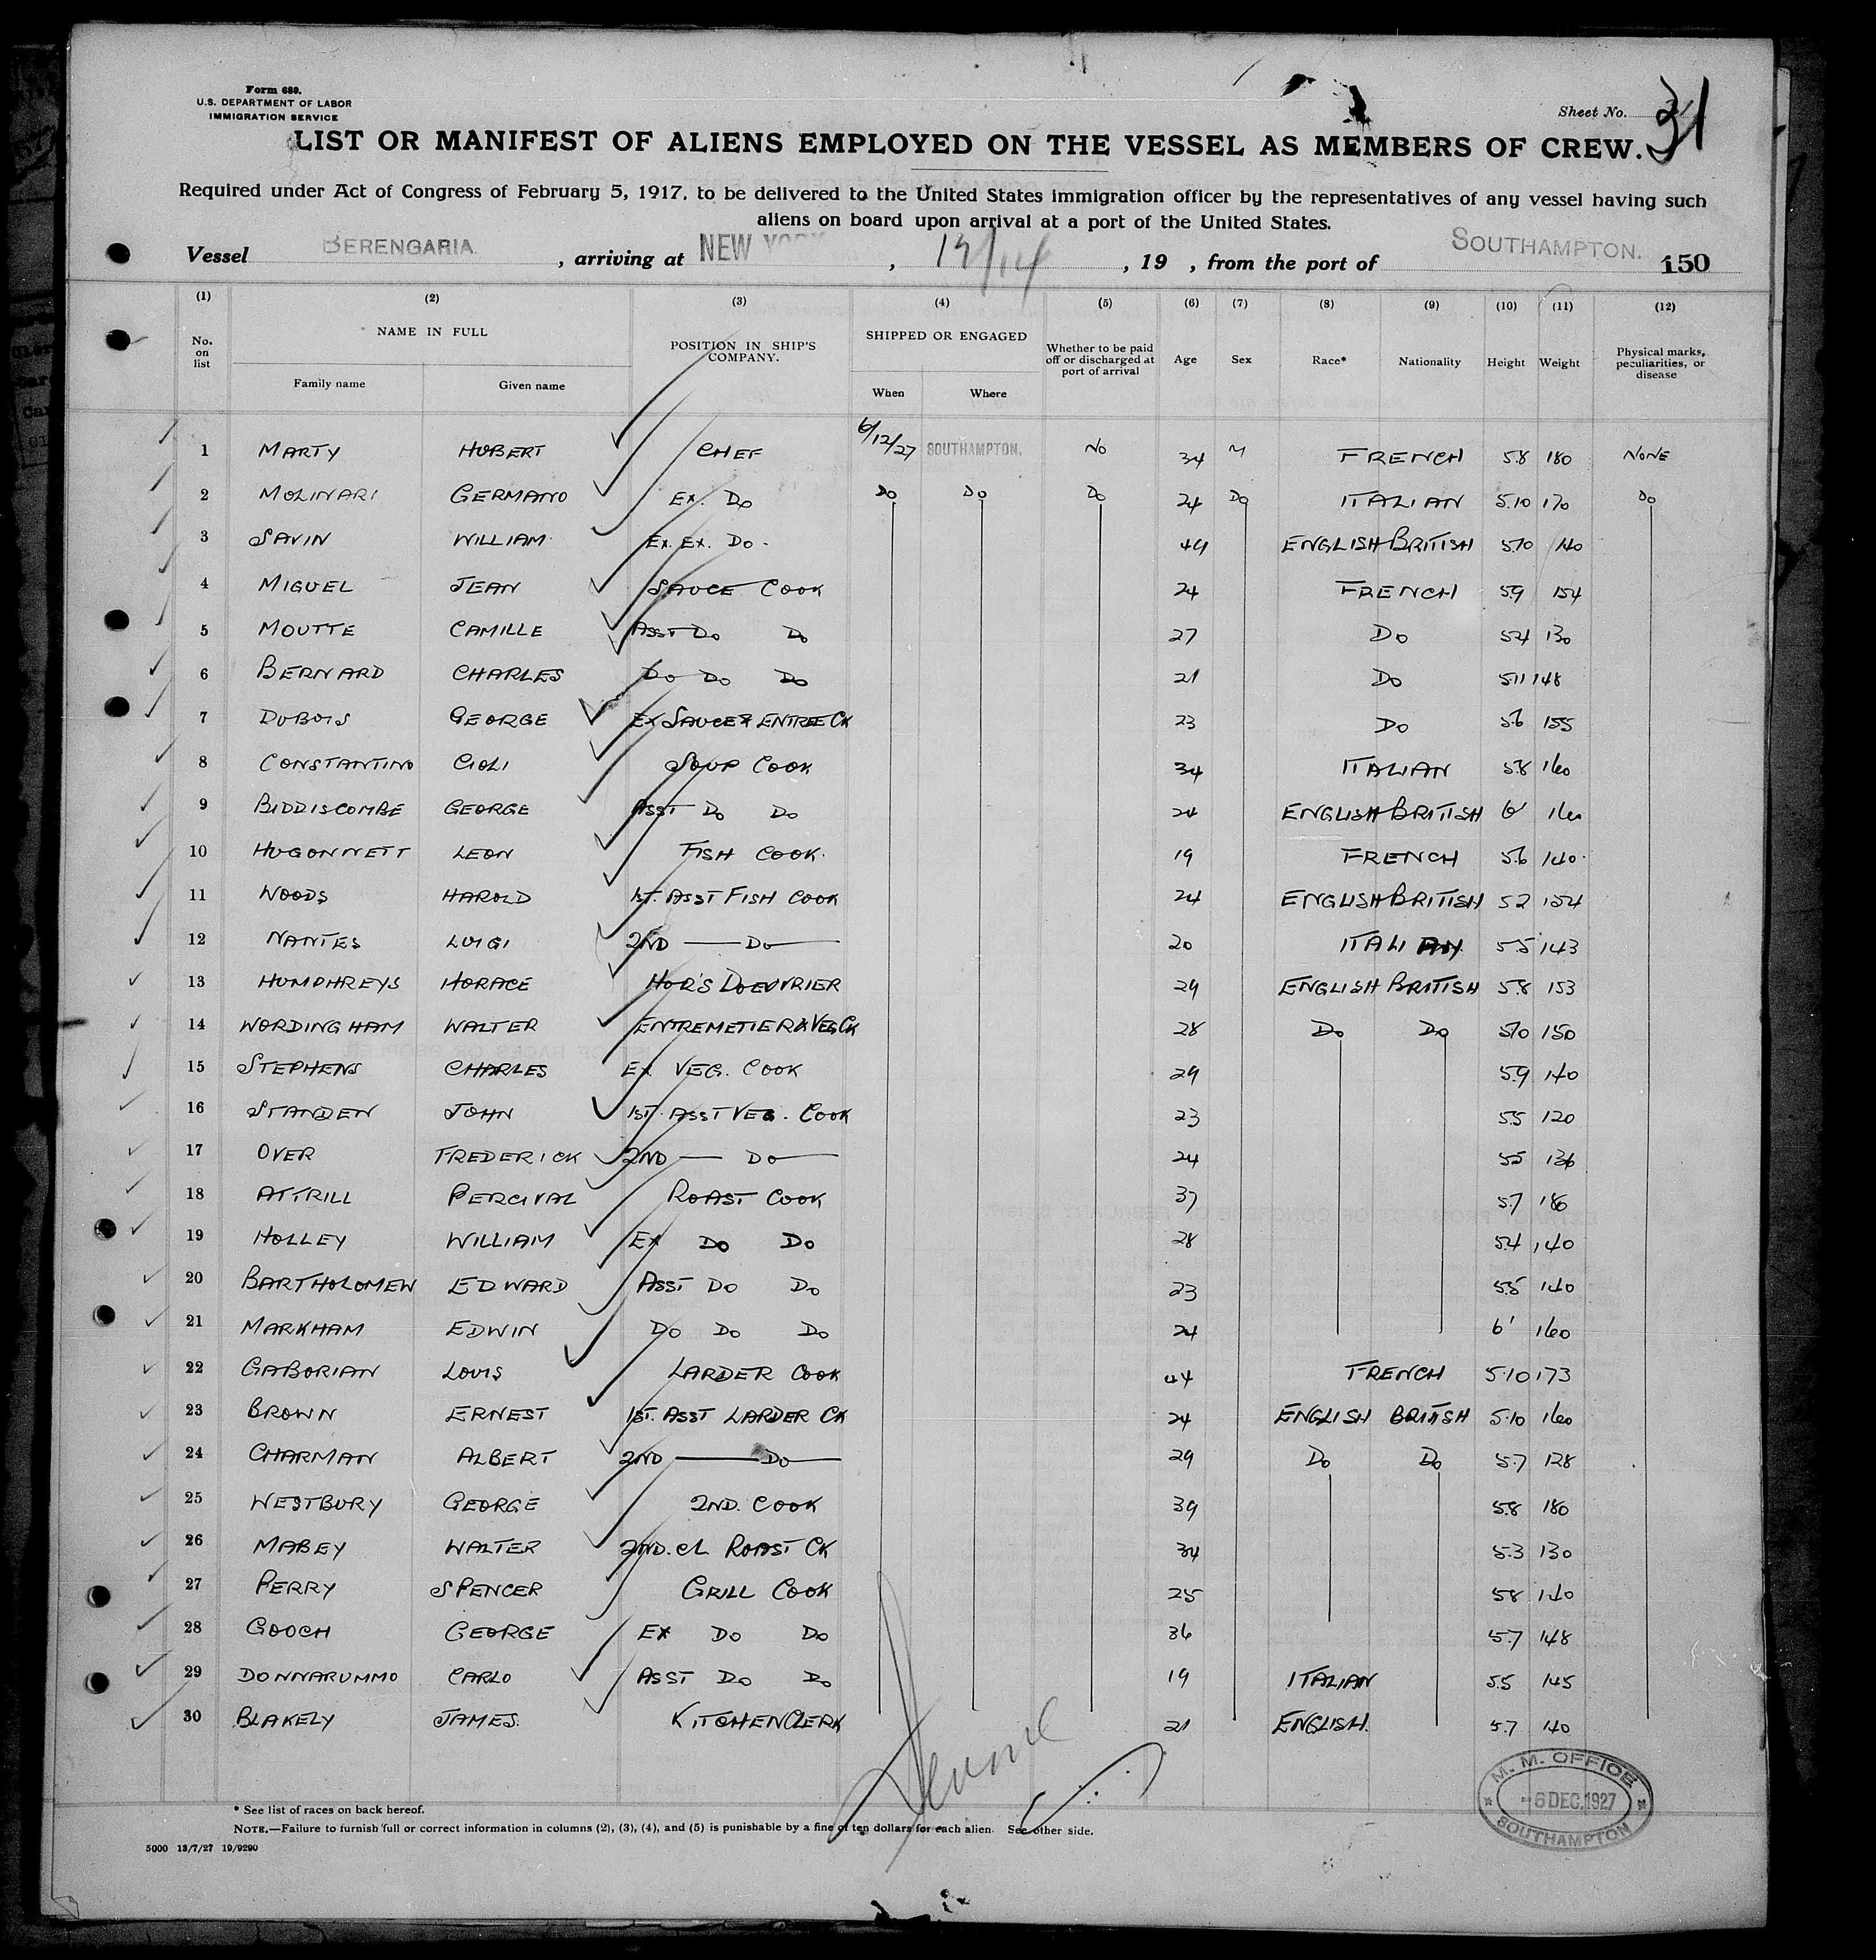 Form 689.
U.S. DEPARTMENT OF LABOR
IMMIGRATION SERVICE
Sheet No. 31
LIST OR MANIFEST OF ALIENS EMPLOYED ON THE VESSEL AS MEMBERS OF CREW.
Required under Act of Congress of February 5, 1917, to be delivered to the United States immigration officer by the representatives of any vessel having such
aliens on board upon arrival at a port of the United States.
Vessel BERENGARIA , arriving at NEW YORK , , 19 , from the port of SOUTHAMPTON. 150
(1) (2) (3) (4) (5) (6) (7) (8) (9) (10) (11) (12)
No. on list NAME IN FULL Family name Given name POSITION IN SHIP'S COMPANY. SHIPPED OR ENGAGED When Where Whether to be paid off or discharged at port of arrival Age Sex Race* Nationality Height Weight Physical marks, peculiarities, or disease
1 MARTY HUBERT CHEF 6/12/27 SOUTHAMPTON. NO 34 M FRENCH 5.8 180 NONE
2 MOLINARI GERMANO EX. DO DO DO DO 24 DO ITALIAN 5.10 170 DO
3 SAVIN WILLIAM EX. EX. DO. 49 ENGLISH BRITISH 5.10 140
4 MIGUEL JEAN SAUCE COOK 24 FRENCH 5.9 154
5 MOUTTE CAMILLE ASST DO DO 27 DO 5.4 130
6 BERNARD CHARLES DO DO DO 21 DO 5.11 148
7 DUBOIS GEORGE EX SAUCE & ENTREE CK 23 DO 5.6 155
8 CONSTANTINO CIOLI SOUP COOK 34 ITALIAN 5.8 160
9 BIDDISCOMBE GEORGE ASST DO DO 24 ENGLISH BRITISH 6' 160
10 HUGONNETT LEON FISH COOK. 19 FRENCH 5.6 140.
11 WOODS HAROLD 1ST. ASST FISH COOK 24 ENGLISH BRITISH 5.2 154
12 NANTES LUIGI 2ND — DO — 20 ITALIAN 5.5 143
13 HUMPHREYS HORACE HOR'S DOEUVRIER 29 ENGLISH BRITISH 5.8 153
14 WORDINGHAM WALTER ENTREMETIER & VEG CK 28 DO DO 5.10 150
15 STEPHENS CHARLES EX. VEG. COOK 29 5.9 140
16 STANDEN JOHN 1ST. ASST VEG. COOK 23 5.5 120
17 OVER FREDERICK 2ND — DO — 24 5.5 136
18 ATTRILL PERCIVAL ROAST COOK 37 5.7 180
19 HOLLEY WILLIAM EX DO DO 28 5.4 140
20 BARTHOLOMEW EDWARD ASST DO DO 23 5.5 140
21 MARKHAM EDWIN DO DO DO 24 6' 160
22 GABORIAN LOUIS LARDER COOK 44 FRENCH 5.10 173
23 BROWN ERNEST 1ST. ASST LARDER CK 24 ENGLISH BRITISH 5.10 160
24 CHARMAN ALBERT 2ND — DO — 29 DO DO 5.7 128
25 WESTBURY GEORGE 2ND. COOK 39 5.8 180
26 MABEY WALTER 2ND. CL ROAST CK 34 5.3 130
27 PERRY SPENCER GRILL COOK 25 5.8 140
28 GOOCH GEORGE EX DO DO 36 5.7 148
29 DONNARUMMO CARLO ASST DO DO 19 ITALIAN 5.5 145
30 BLAKELY JAMES. KITCHEN CLERK 21 ENGLISH. 5.7 140
M. M. OFFICE
-6 DEC. 1927
SOUTHAMPTON
* See list of races on back hereof.
NOTE.—Failure to furnish full or correct information in columns (2), (3), (4), and (5) is punishable by a fine of ten dollars for each alien. See other side.
5000 13/7/27 19/9290